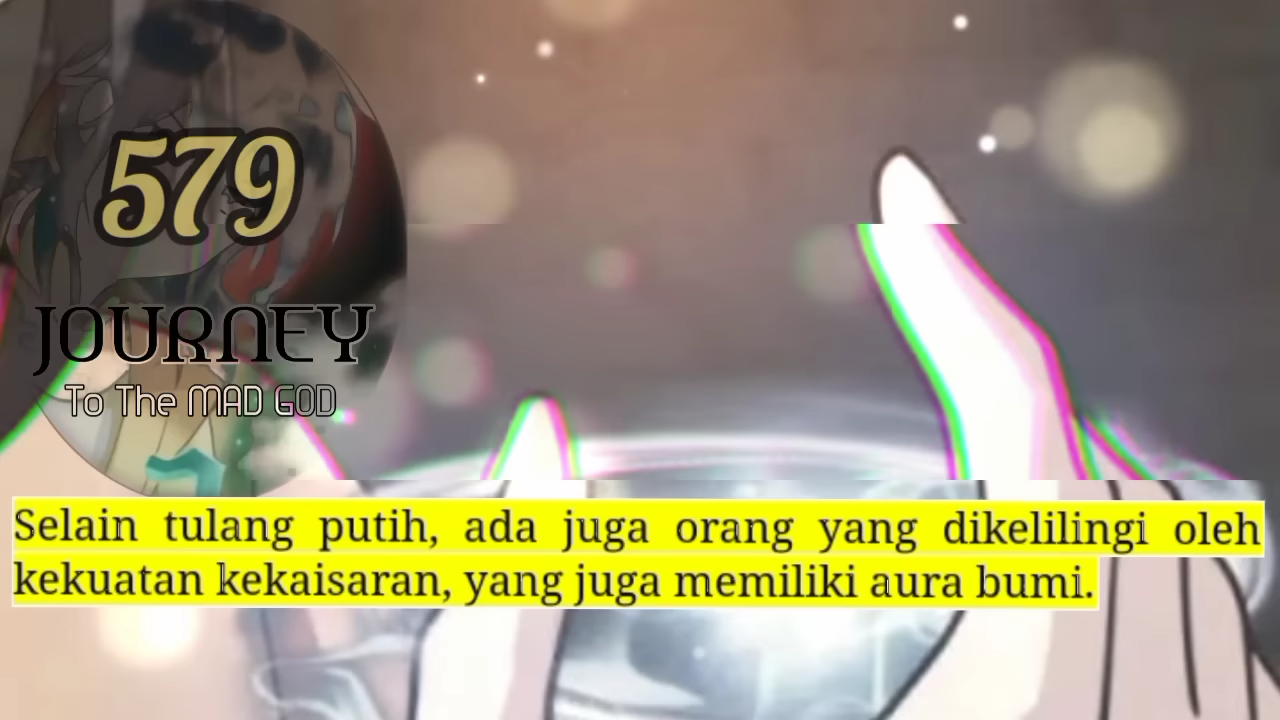 579
JOURNEY
To The MAD GOD
Selain tulang putih, ada juga orang yang dikelilingi oleh
kekuatan kekaisaran, yang juga memiliki aura bumi.